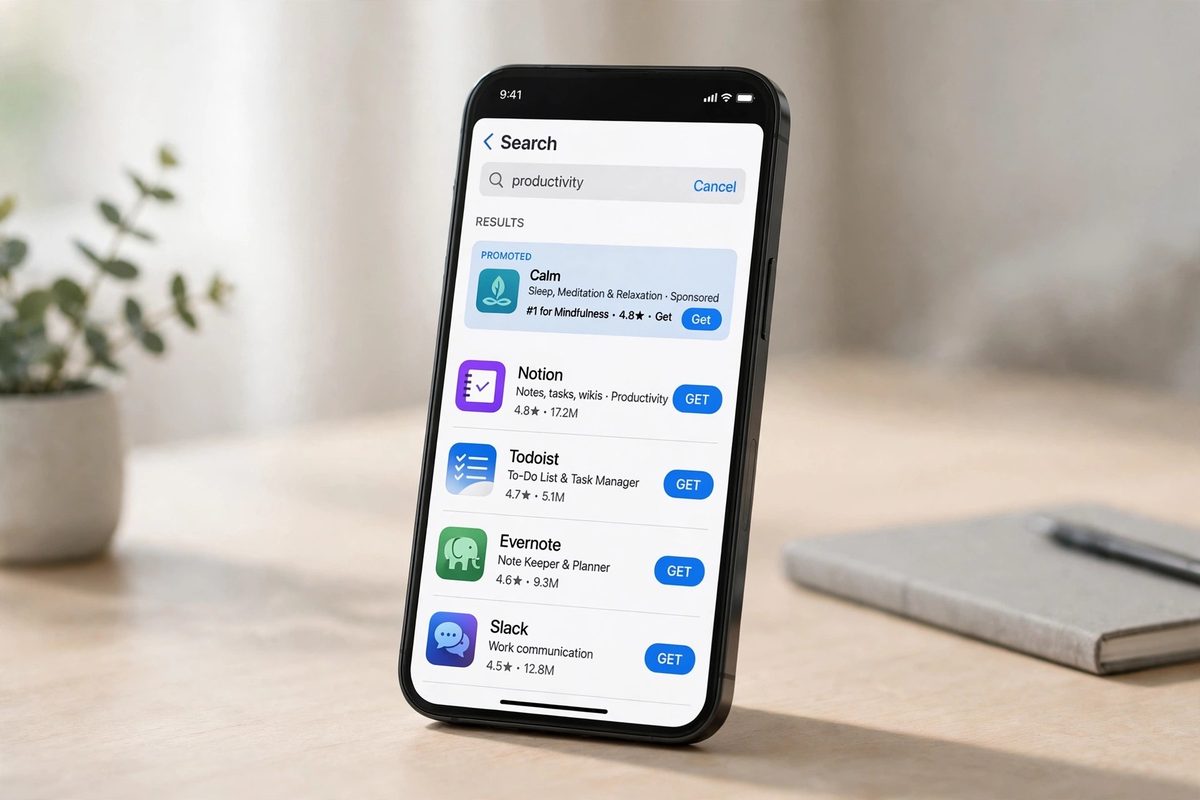 9:41
Search
productivity Cancel
RESULTS
PROMOTED
Calm
Sleep, Meditation & Relaxation · Sponsored
#1 for Mindfulness • 4.8★ • Get Get
Notion
Notes, tasks, wikis · Productivity GET
4.8★ • 17.2M
Todoist
To-Do List & Task Manager GET
4.7★ • 5.1M
Evernote
Note Keeper & Planner GET
4.6★ • 9.3M
Slack
Work communication GET
4.5★ • 12.8M